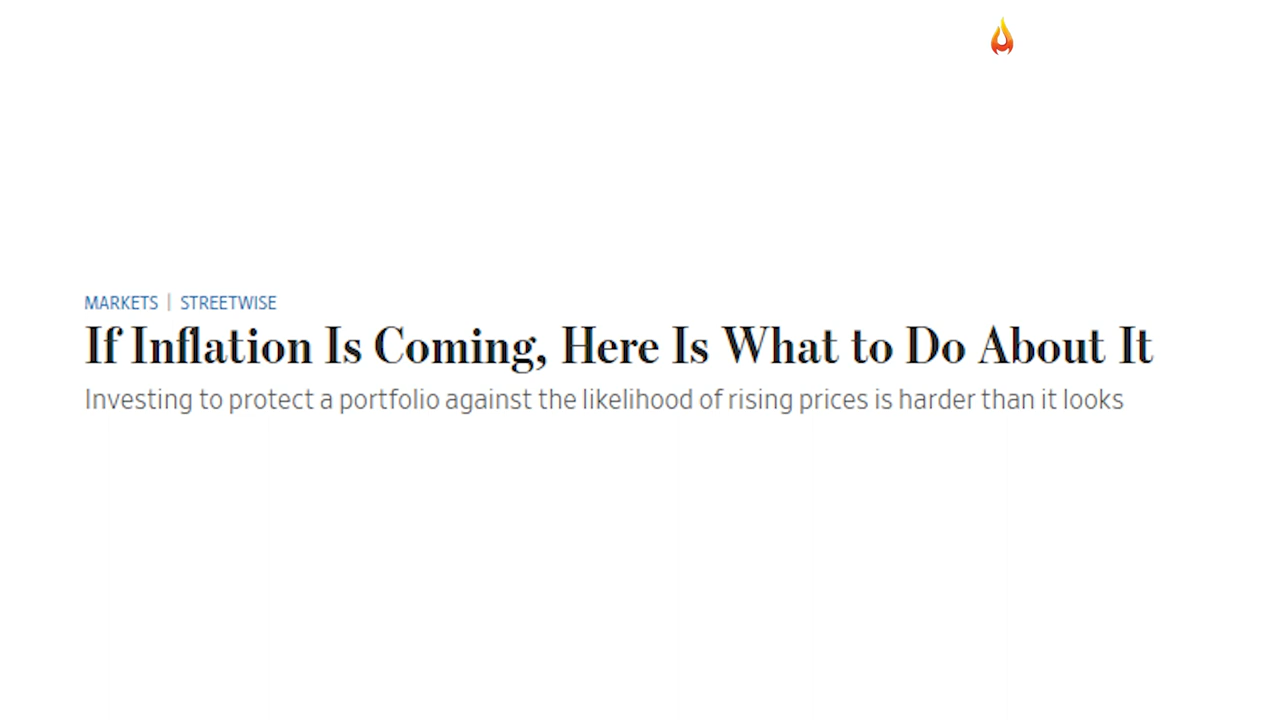 MARKETS | STREETWISE
If Inflation Is Coming, Here Is What to Do About It
Investing to protect a portfolio against the likelihood of rising prices is harder than it looks